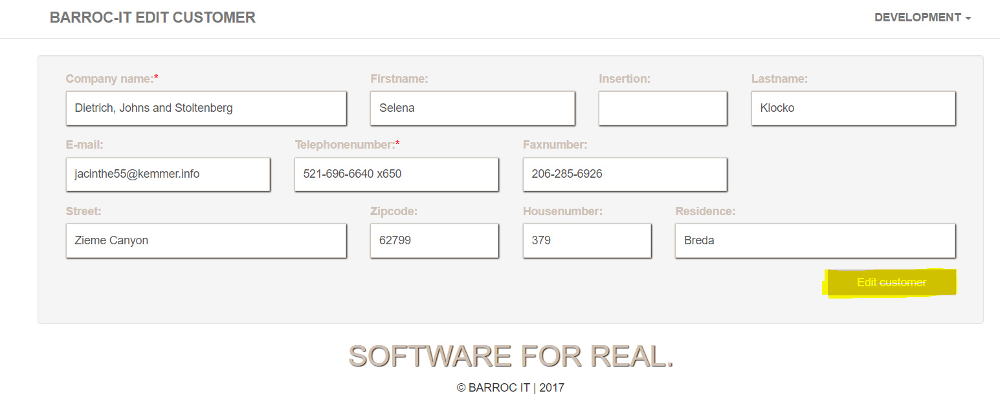 BARROC-IT EDIT CUSTOMER DEVELOPMENT
Company name:* Firstname: Insertion: Lastname:
Dietrich, Johns and Stoltenberg Selena Klocko
E-mail: Telephonenumber:* Faxnumber:
jacinthe55@kemmer.info 521-696-6640 x650 206-285-6926
Street: Zipcode: Housenumber: Residence:
Zieme Canyon 62799 379 Breda
Edit customer
SOFTWARE FOR REAL.
© BARROC IT | 2017